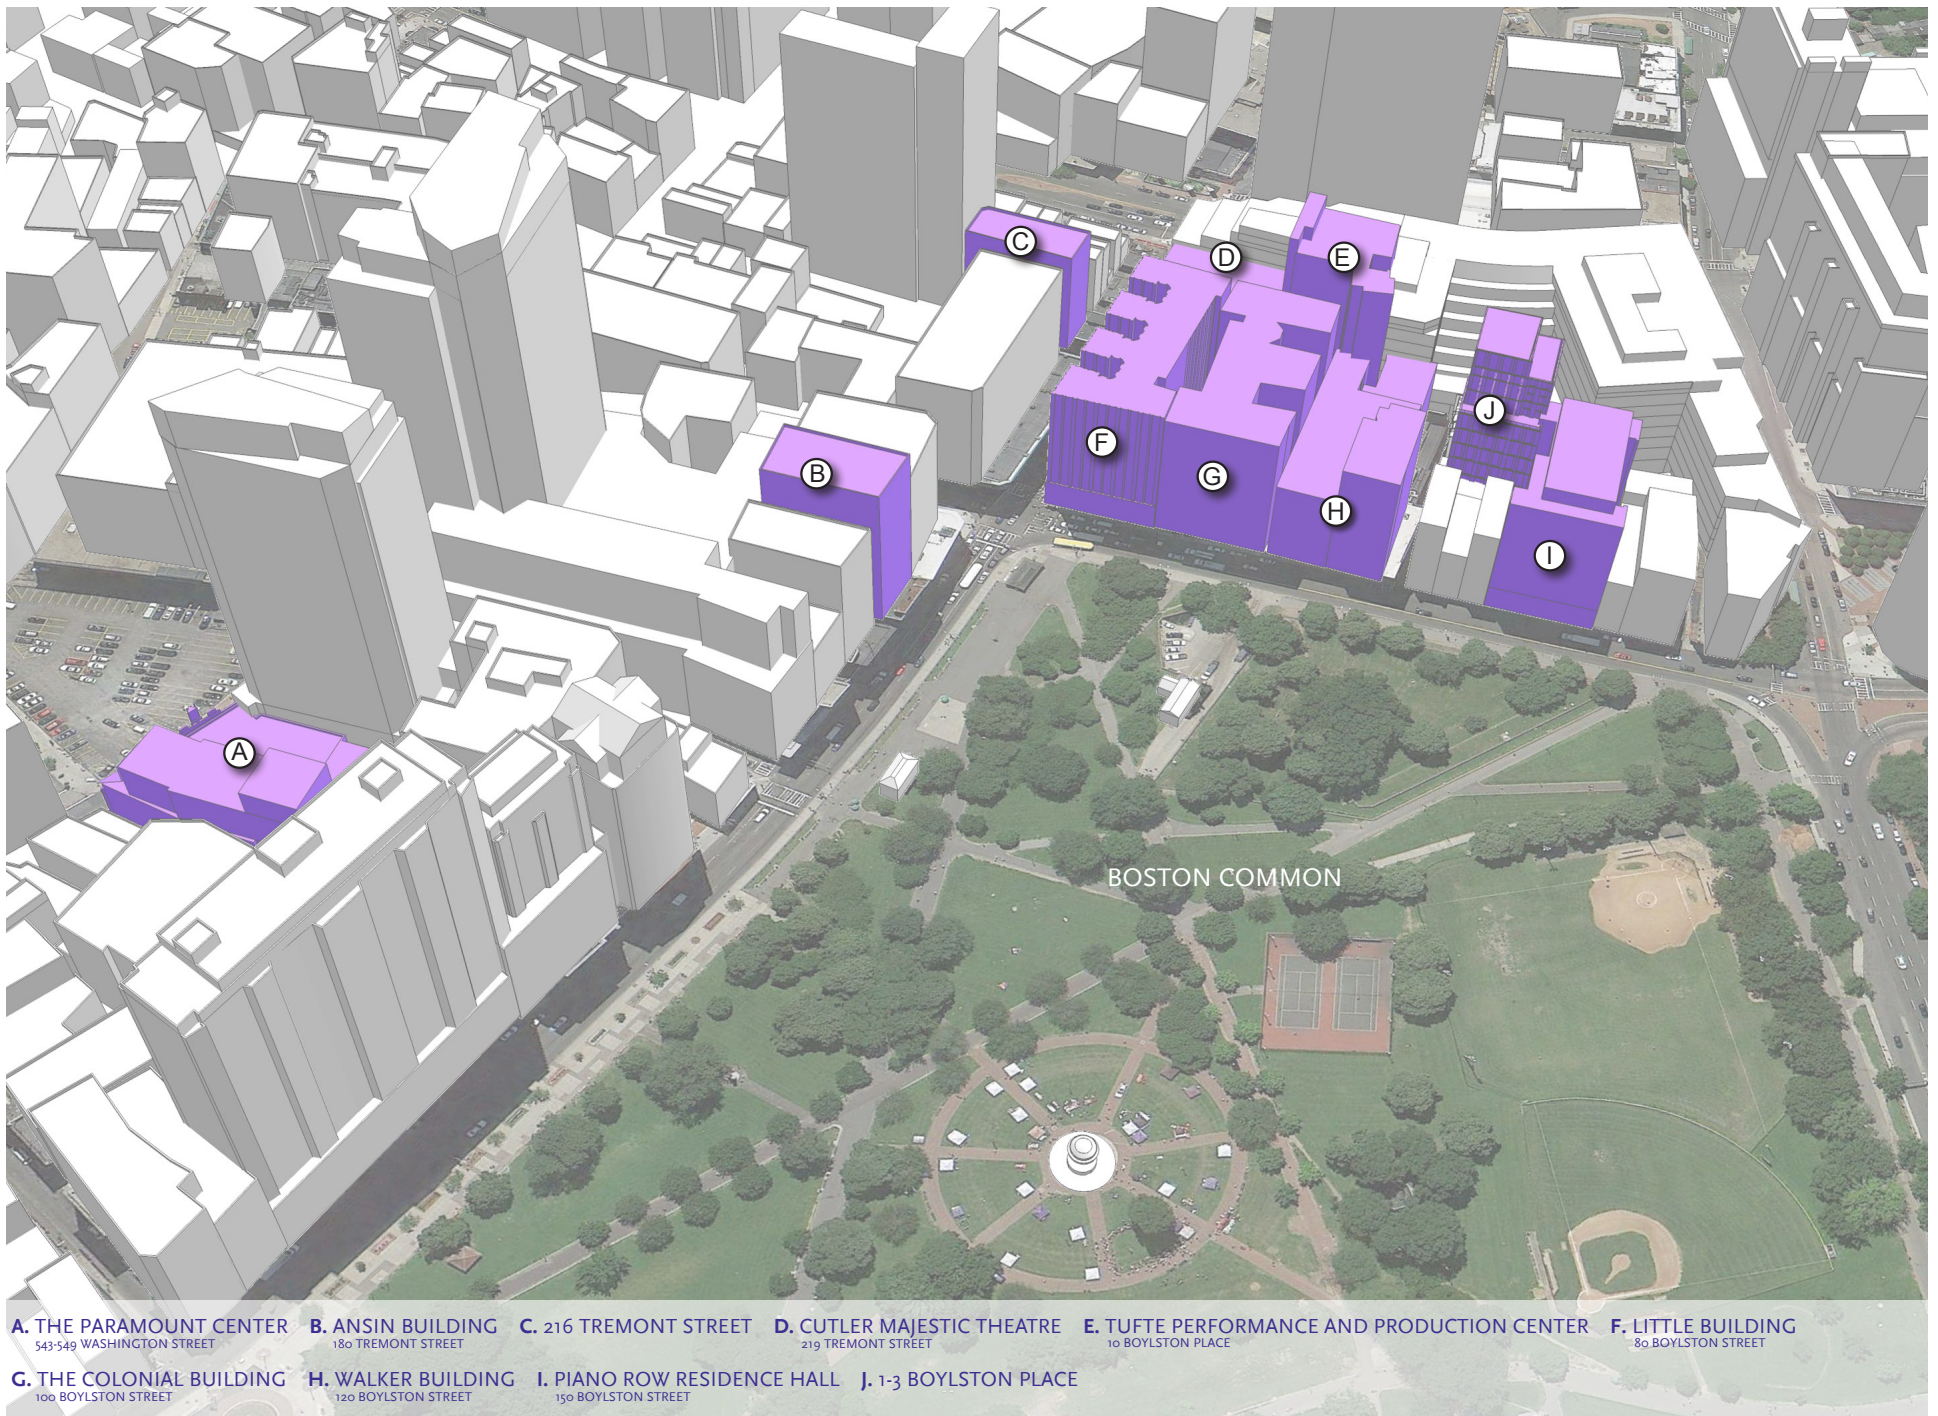 C
D
E
J
F
B
G
H
I
A
BOSTON COMMON
A. THE PARAMOUNT CENTER B. ANSIN BUILDING C. 216 TREMONT STREET D. CUTLER MAJESTIC THEATRE E. TUFTE PERFORMANCE AND PRODUCTION CENTER F. LITTLE BUILDING
543-549 WASHINGTON STREET 180 TREMONT STREET 219 TREMONT STREET 10 BOYLSTON PLACE 80 BOYLSTON STREET
G. THE COLONIAL BUILDING H. WALKER BUILDING I. PIANO ROW RESIDENCE HALL J. 1-3 BOYLSTON PLACE
100 BOYLSTON STREET 120 BOYLSTON STREET 150 BOYLSTON STREET